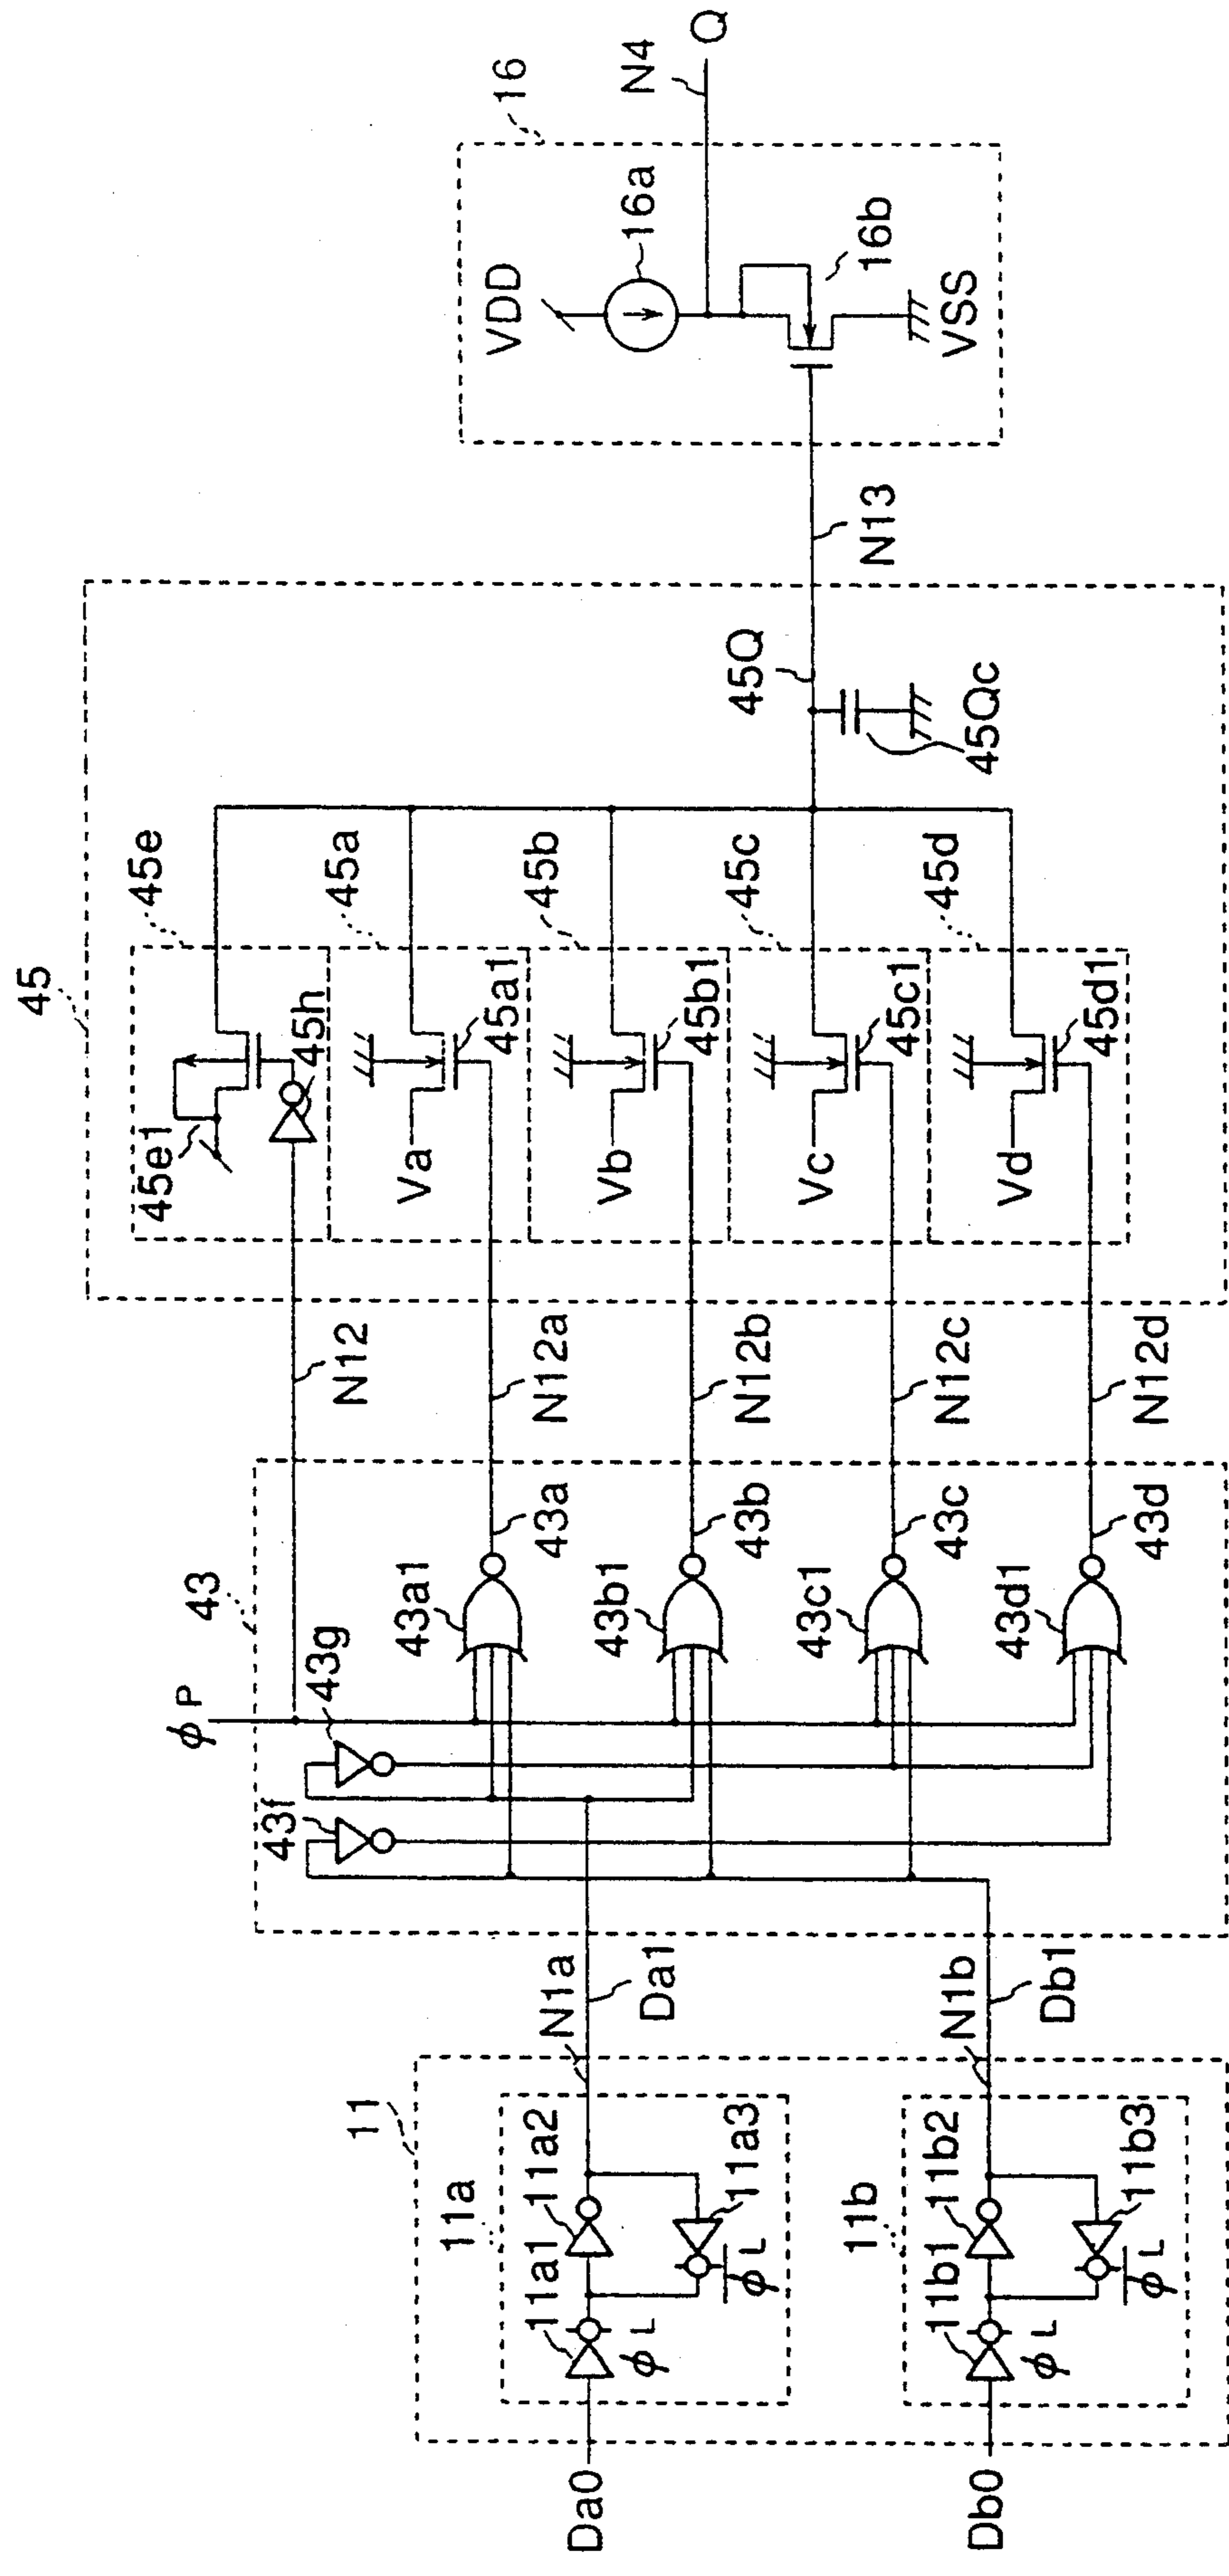 Da0
Db0
11
11a
11a1
11a2
11a3
φL
φL
11b
11b1
11b2
11b3
φL
φL
N1a
Da1
N1b
Db1
43
φP
43f
43g
43a1
43a
43b1
43b
43c1
43c
43d1
43d
N12
N12a
N12b
N12c
N12d
45
45e
45e1
45h
45a
Va
45a1
45b
Vb
45b1
45c
Vc
45c1
45d
Vd
45d1
45Q
45Qc
N13
16
VDD
16a
16b
VSS
N4
Q